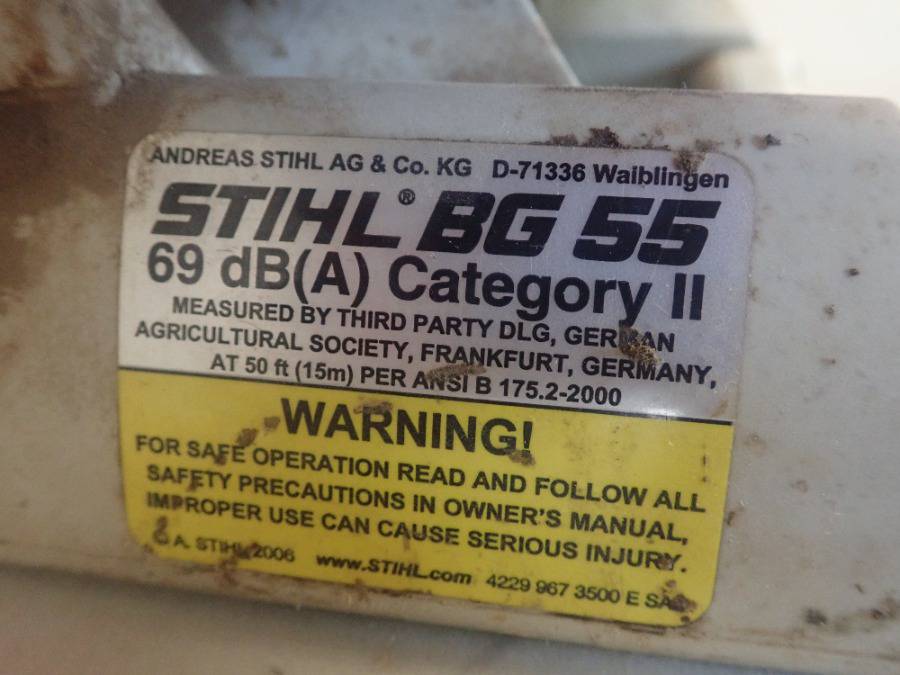 ANDREAS STIHL AG & Co. KG D-71336 Waiblingen
STIHL® BG 55
69 dB(A) Category II
MEASURED BY THIRD PARTY DLG, GERMAN
AGRICULTURAL SOCIETY, FRANKFURT, GERMANY,
AT 50 ft (15m) PER ANSI B 175.2-2000
WARNING!
FOR SAFE OPERATION READ AND FOLLOW ALL
SAFETY PRECAUTIONS IN OWNER'S MANUAL,
IMPROPER USE CAN CAUSE SERIOUS INJURY.
© A. STIHL 2006 www.STIHL.com 4229 967 3500 E